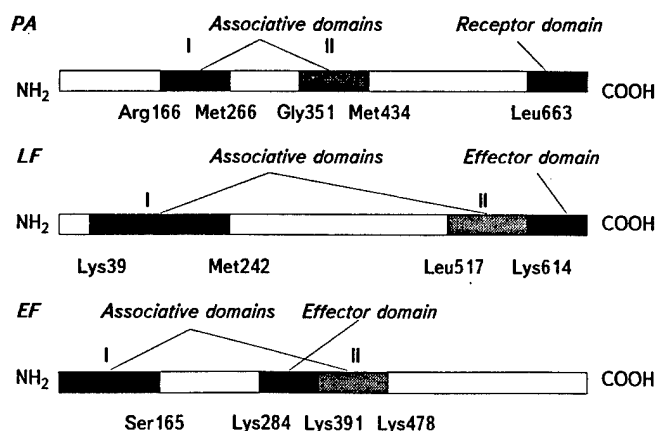 PA Associative domains Receptor domain
I II
NH₂ COOH
Arg166 Met266 Gly351 Met434 Leu663
LF Associative domains Effector domain
I II
NH₂ COOH
Lys39 Met242 Leu517 Lys614
EF Associative domains Effector domain
I II
NH₂ COOH
Ser165 Lys284 Lys391 Lys478